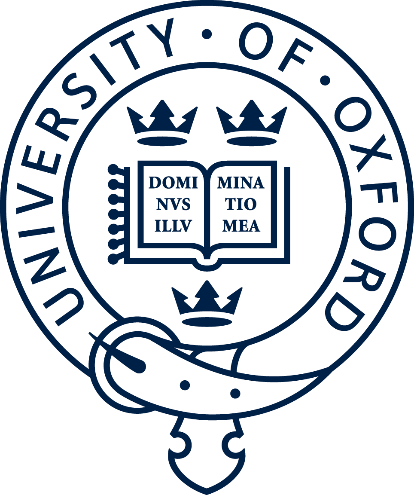 UNIVERSITY · OF · OXFORD
DOMI
NVS
ILLV
MINA
TIO
MEA